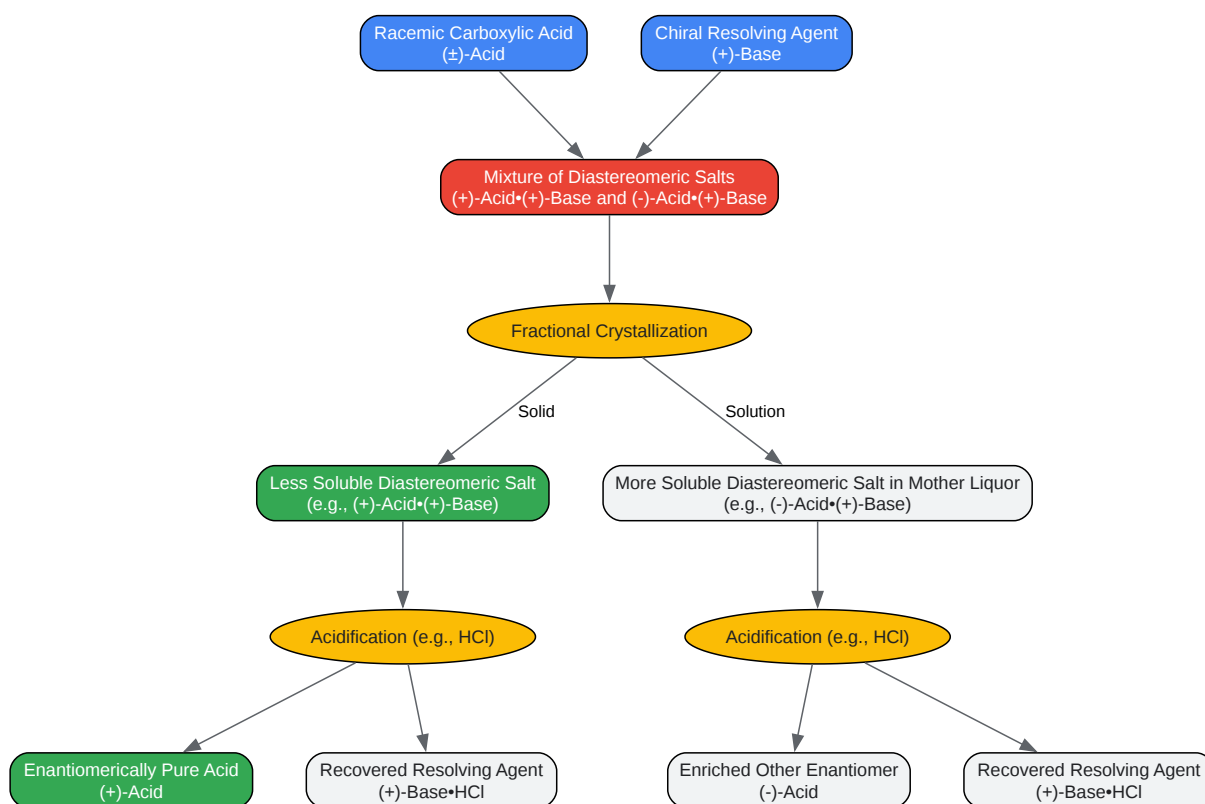 Racemic Carboxylic Acid
(±)-Acid
Chiral Resolving Agent
(+)-Base
Mixture of Diastereomeric Salts
(+)-Acid•(+)-Base and (-)-Acid•(+)-Base
Fractional Crystallization
Solid
Solution
Less Soluble Diastereomeric Salt
(e.g., (+)-Acid•(+)-Base)
More Soluble Diastereomeric Salt in Mother Liquor
(e.g., (-)-Acid•(+)-Base)
Acidification (e.g., HCl)
Acidification (e.g., HCl)
Enantiomerically Pure Acid
(+)-Acid
Recovered Resolving Agent
(+)-Base•HCl
Enriched Other Enantiomer
(-)-Acid
Recovered Resolving Agent
(+)-Base•HCl